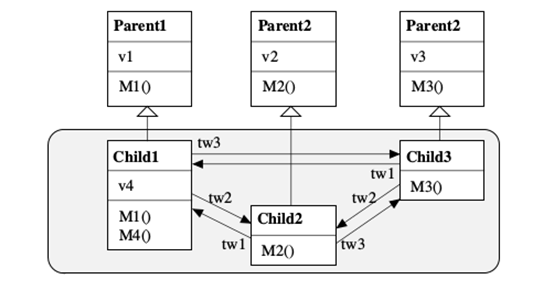 Parent1
v1
M1()
Parent2
v2
M2()
Parent2
v3
M3()
tw3
Child1
v4
M1()
M4()
Child3
M3()
tw1
tw2
tw2
Child2
M2()
tw1
tw3